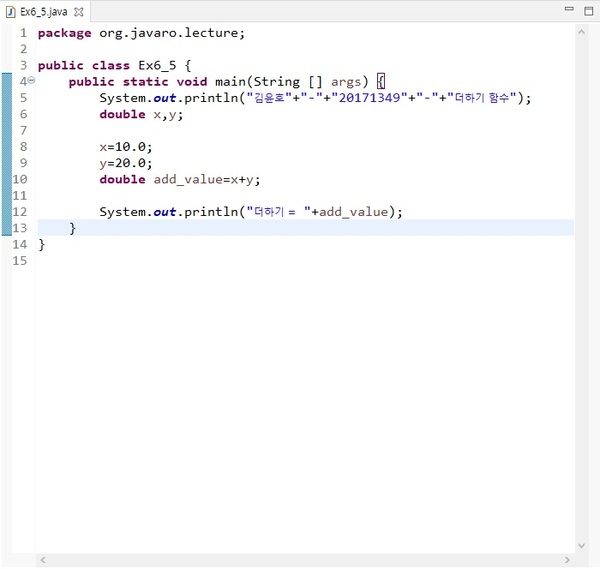 Ex6_5.java
1 package org.javaro.lecture;
2
3 public class Ex6_5 {
4 public static void main(String [] args) {
5 System.out.println("김윤호"+"-"+"20171349"+"-"+"더하기 함수");
6 double x,y;
7
8 x=10.0;
9 y=20.0;
10 double add_value=x+y;
11
12 System.out.println("더하기 = "+add_value);
13 }
14 }
15